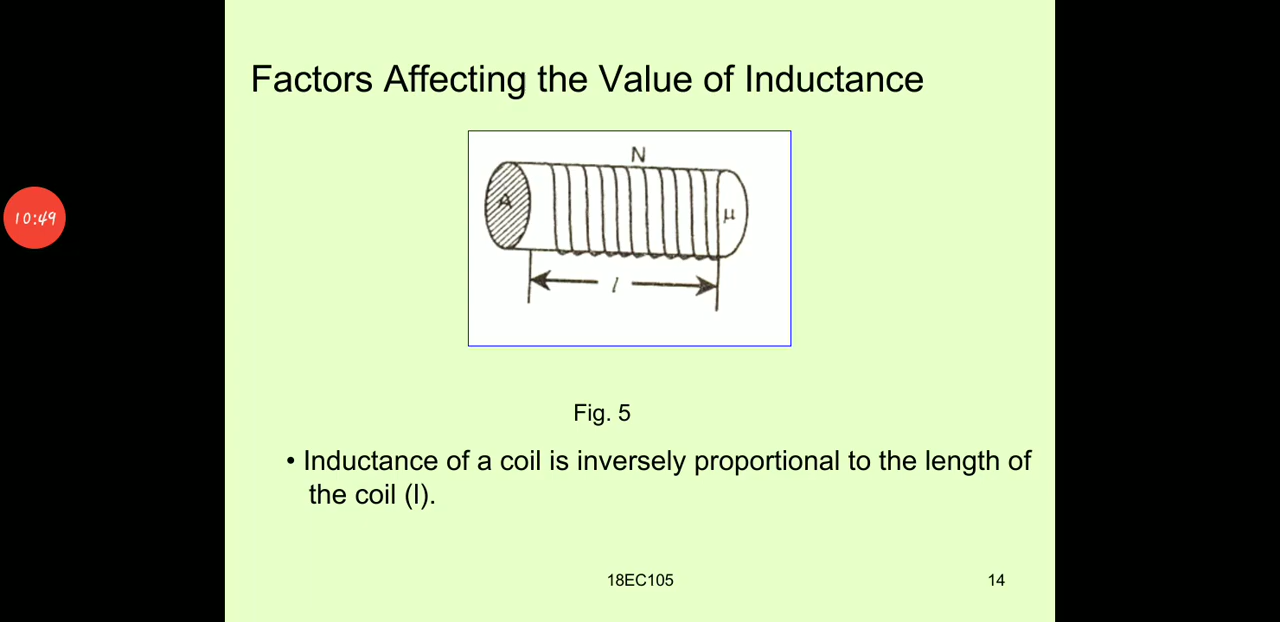 Factors Affecting the Value of Inductance
N
A
µ
10:49
l
Fig. 5
• Inductance of a coil is inversely proportional to the length of
the coil (l).
18EC105
14